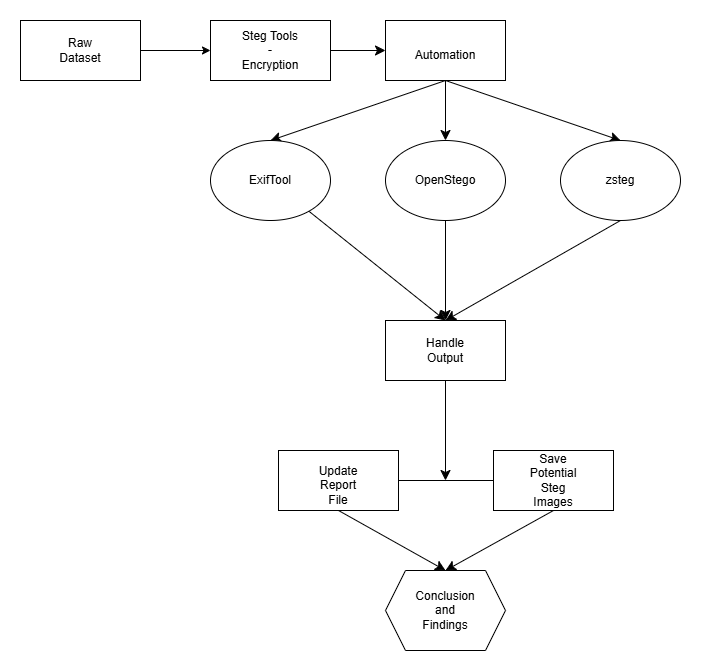 Raw
Dataset
Steg Tools
-
Encryption
Automation
ExifTool
OpenStego
zsteg
Handle
Output
Update
Report
File
Save
Potential
Steg
Images
Conclusion
and
Findings